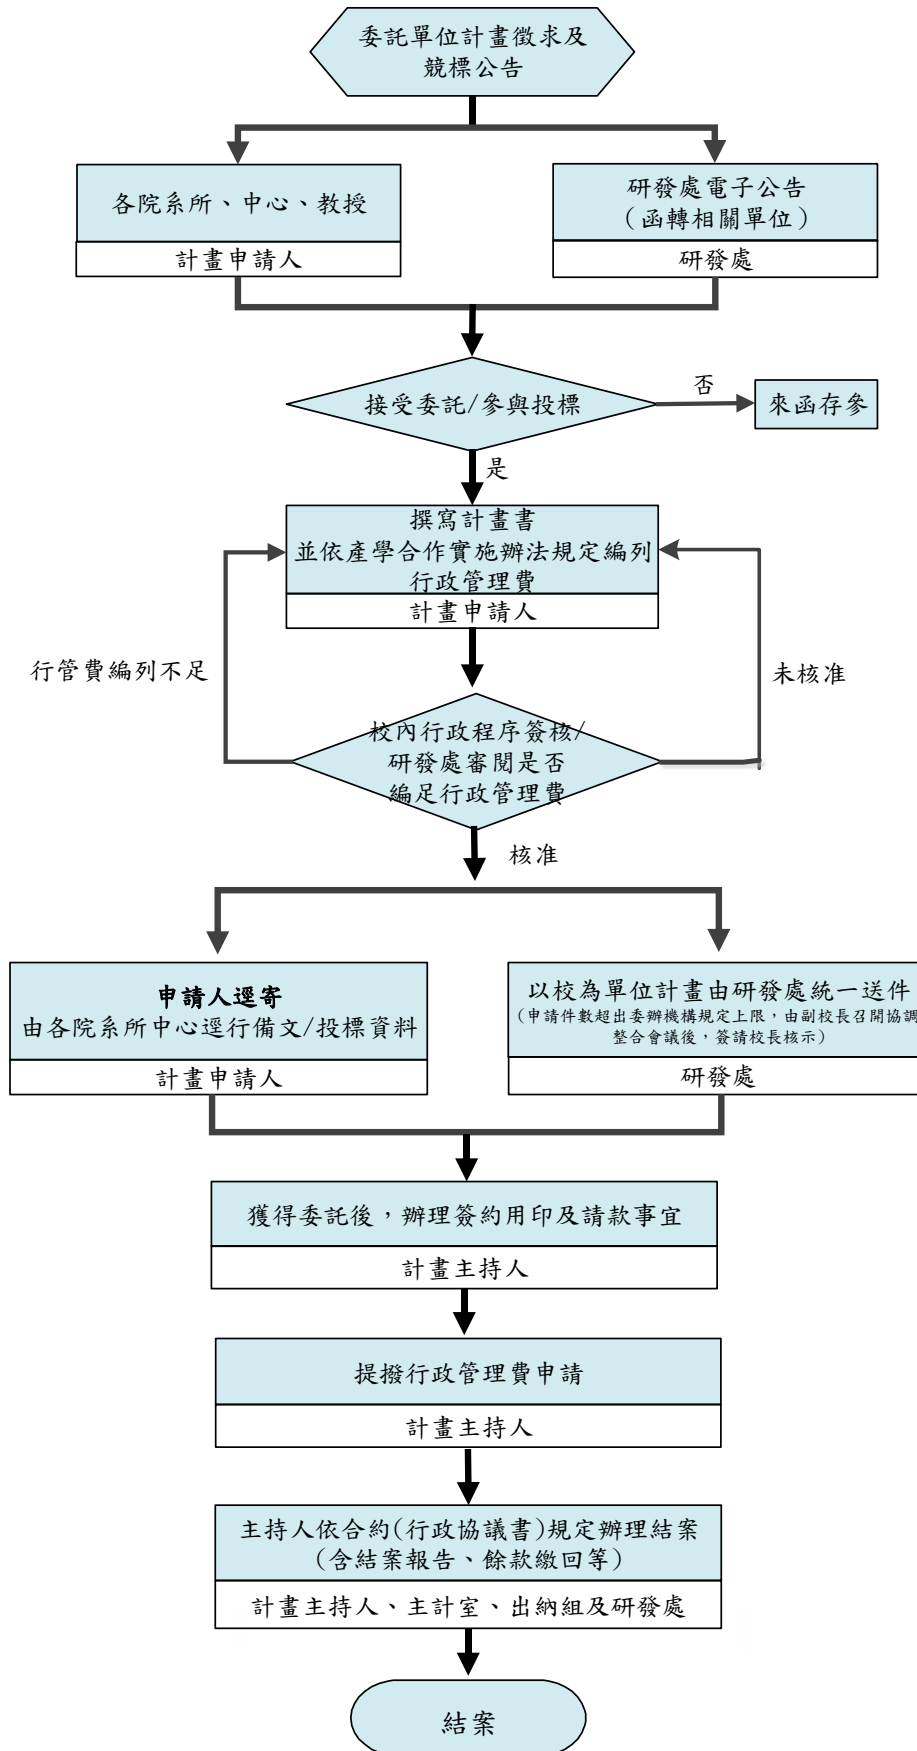 委託單位計畫徵求及
競標公告
各院系所、中心、教授
計畫申請人
研發處電子公告
（函轉相關單位）
研發處
接受委託/參與投標
否
來函存參
是
撰寫計畫書
並依產學合作實施辦法規定編列
行政管理費
計畫申請人
行管費編列不足
未核准
校內行政程序簽核/
研發處審閱是否
編足行政管理費
核准
申請人逕寄
由各院系所中心逕行備文/投標資料
計畫申請人
以校為單位計畫由研發處統一送件
（申請件數超出委辦機構規定上限，由副校長召開協調
整合會議後，簽請校長核示）
研發處
獲得委託後，辦理簽約用印及請款事宜
計畫主持人
提撥行政管理費申請
計畫主持人
主持人依合約(行政協議書)規定辦理結案
（含結案報告、餘款繳回等）
計畫主持人、主計室、出納組及研發處
結案